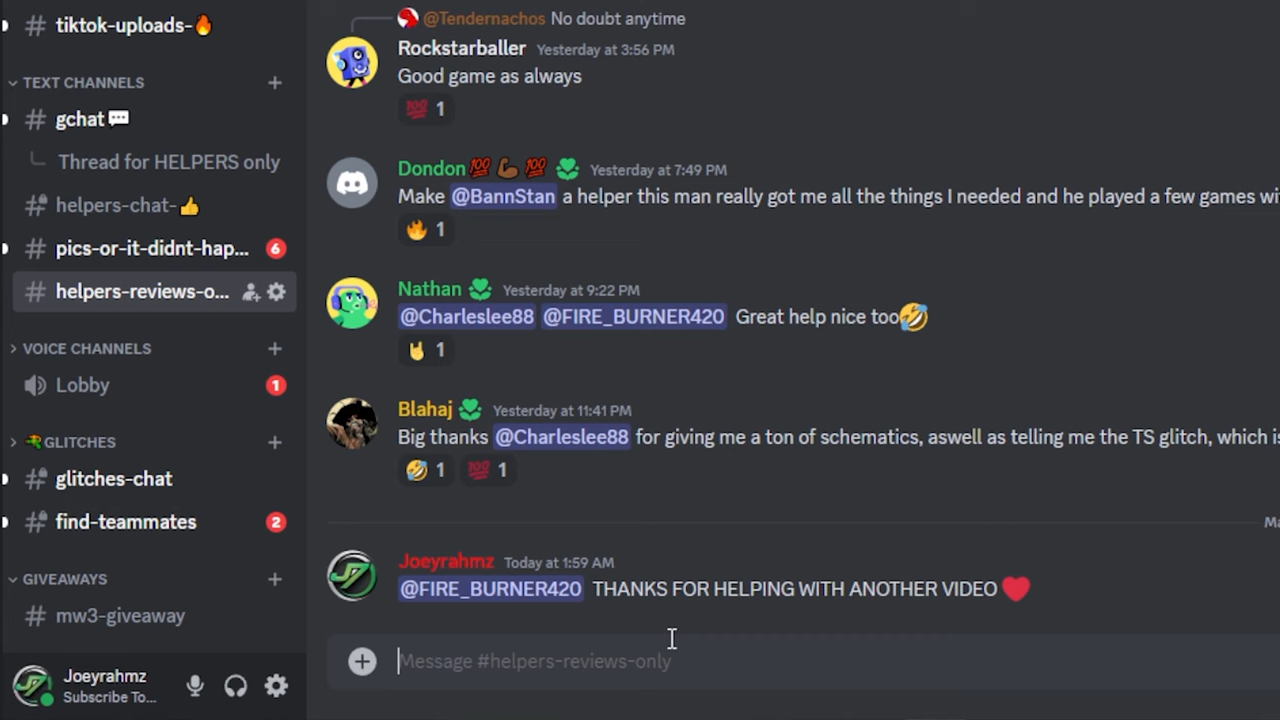 tiktok-uploads-🔥
TEXT CHANNELS
gchat💬
Thread for HELPERS only
helpers-chat-👍
pics-or-it-didnt-hap... 6
helpers-reviews-o...
VOICE CHANNELS
Lobby 1
GLITCHES
glitches-chat
find-teammates 2
GIVEAWAYS
mw3-giveaway
Joeyrahmz
Subscribe To...
@Tendernachos No doubt anytime
Rockstarballer Yesterday at 3:56 PM
Good game as always
💯 1
Dondon💯 💪🏾 💯 Yesterday at 7:49 PM
Make @BannStan a helper this man really got me all the things I needed and he played a few games wi
🔥 1
Nathan Yesterday at 9:22 PM
@Charleslee88 @FIRE_BURNER420 Great help nice too🤣
🤘 1
Blahaj Yesterday at 11:41 PM
Big thanks @Charleslee88 for giving me a ton of schematics, aswell as telling me the TS glitch, which is
🤣 1 💯 1
Ma
Joeyrahmz Today at 1:59 AM
@FIRE_BURNER420 THANKS FOR HELPING WITH ANOTHER VIDEO ❤️
Message #helpers-reviews-only